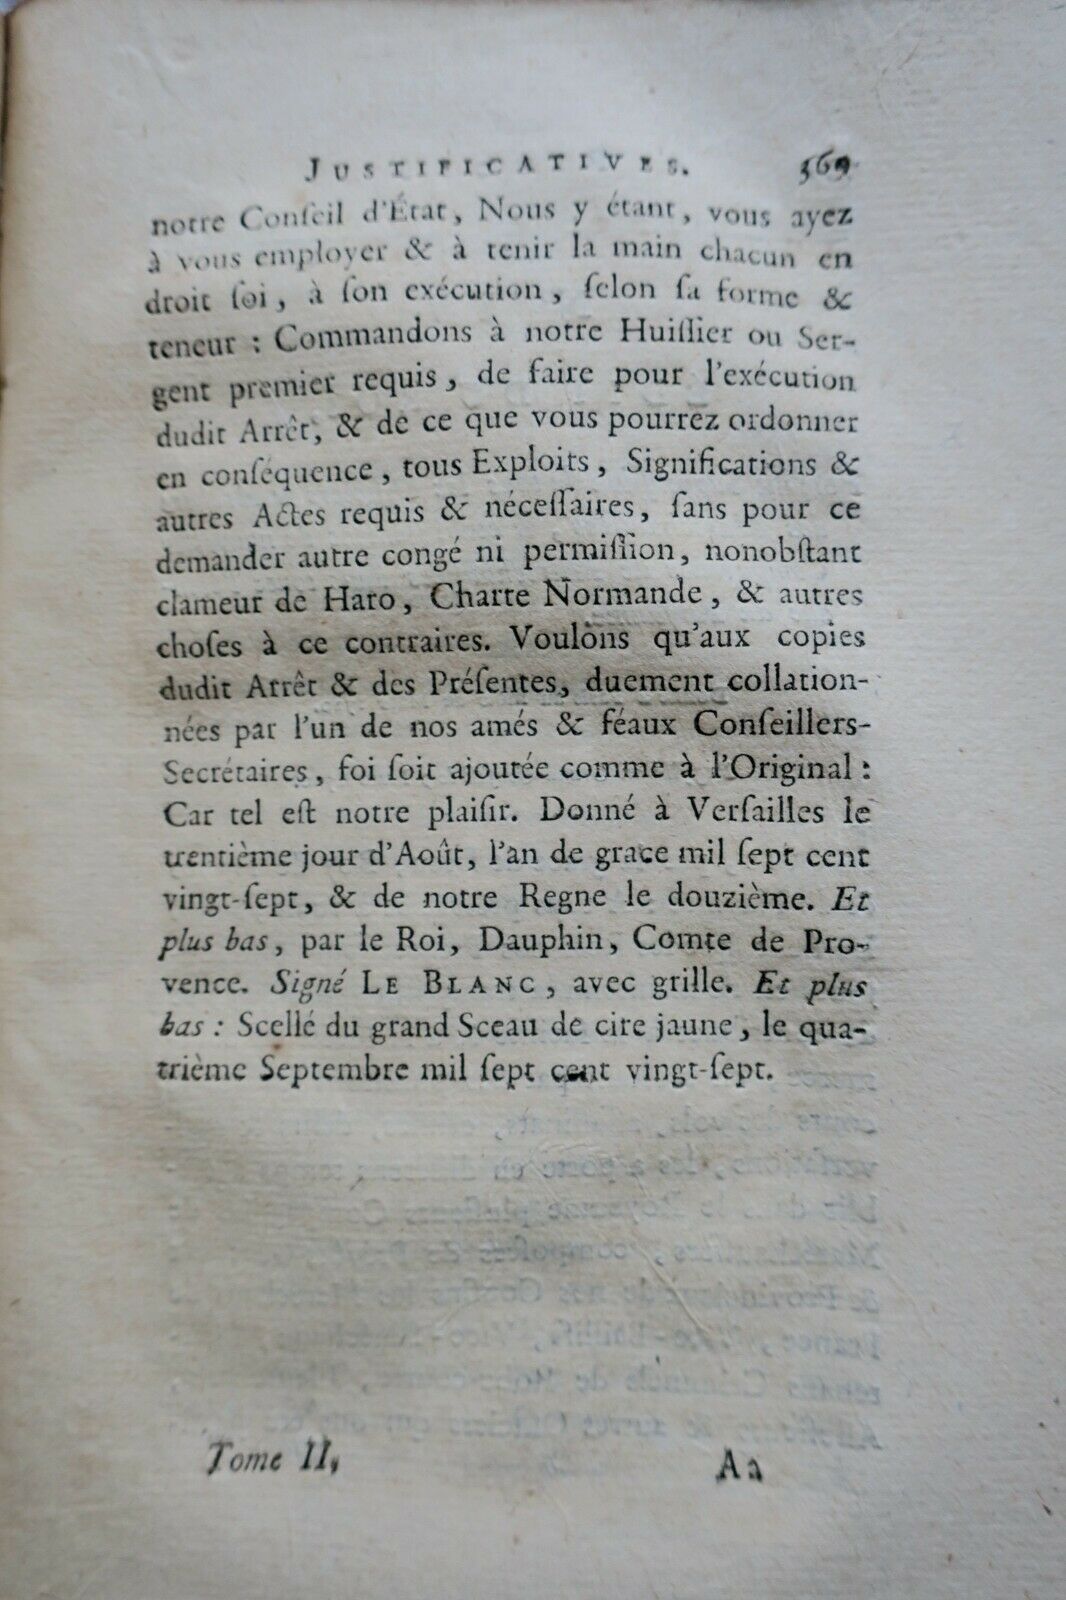 JUSTIFICATIVES. 369
notre Conſeil d'État, Nous y étant, vous ayez
à vous employer & à tenir la main chacun en
droit ſoi, à ſon exécution, ſelon ſa forme &
teneur : Commandons à notre Huiſſier ou Ser-
gent premier requis, de faire pour l'exécution
dudit Arrêt, & de ce que vous pourrez ordonner
en conſéquence, tous Exploits, Significations &
autres Actes requis & néceſſaires, ſans pour ce
demander autre congé ni permiſſion, nonobſtant
clameur de Haro, Charte Normande, & autres
choſes à ce contraires. Voulons qu'aux copies
dudit Arrêt & des Préſentes, duement collation-
nées par l'un de nos amés & féaux Conſeillers-
Secrétaires, foi ſoit ajoutée comme à l'Original :
Car tel eſt notre plaiſir. Donné à Verſailles le
trentième jour d'Août, l'an de grace mil ſept cent
vingt-ſept, & de notre Regne le douzième. Et
plus bas, par le Roi, Dauphin, Comte de Pro-
vence. Signé LE BLANC, avec grille. Et plus
bas : Scellé du grand Sceau de cire jaune, le qua-
trième Septembre mil ſept cent vingt-ſept.
Tome II, Aa